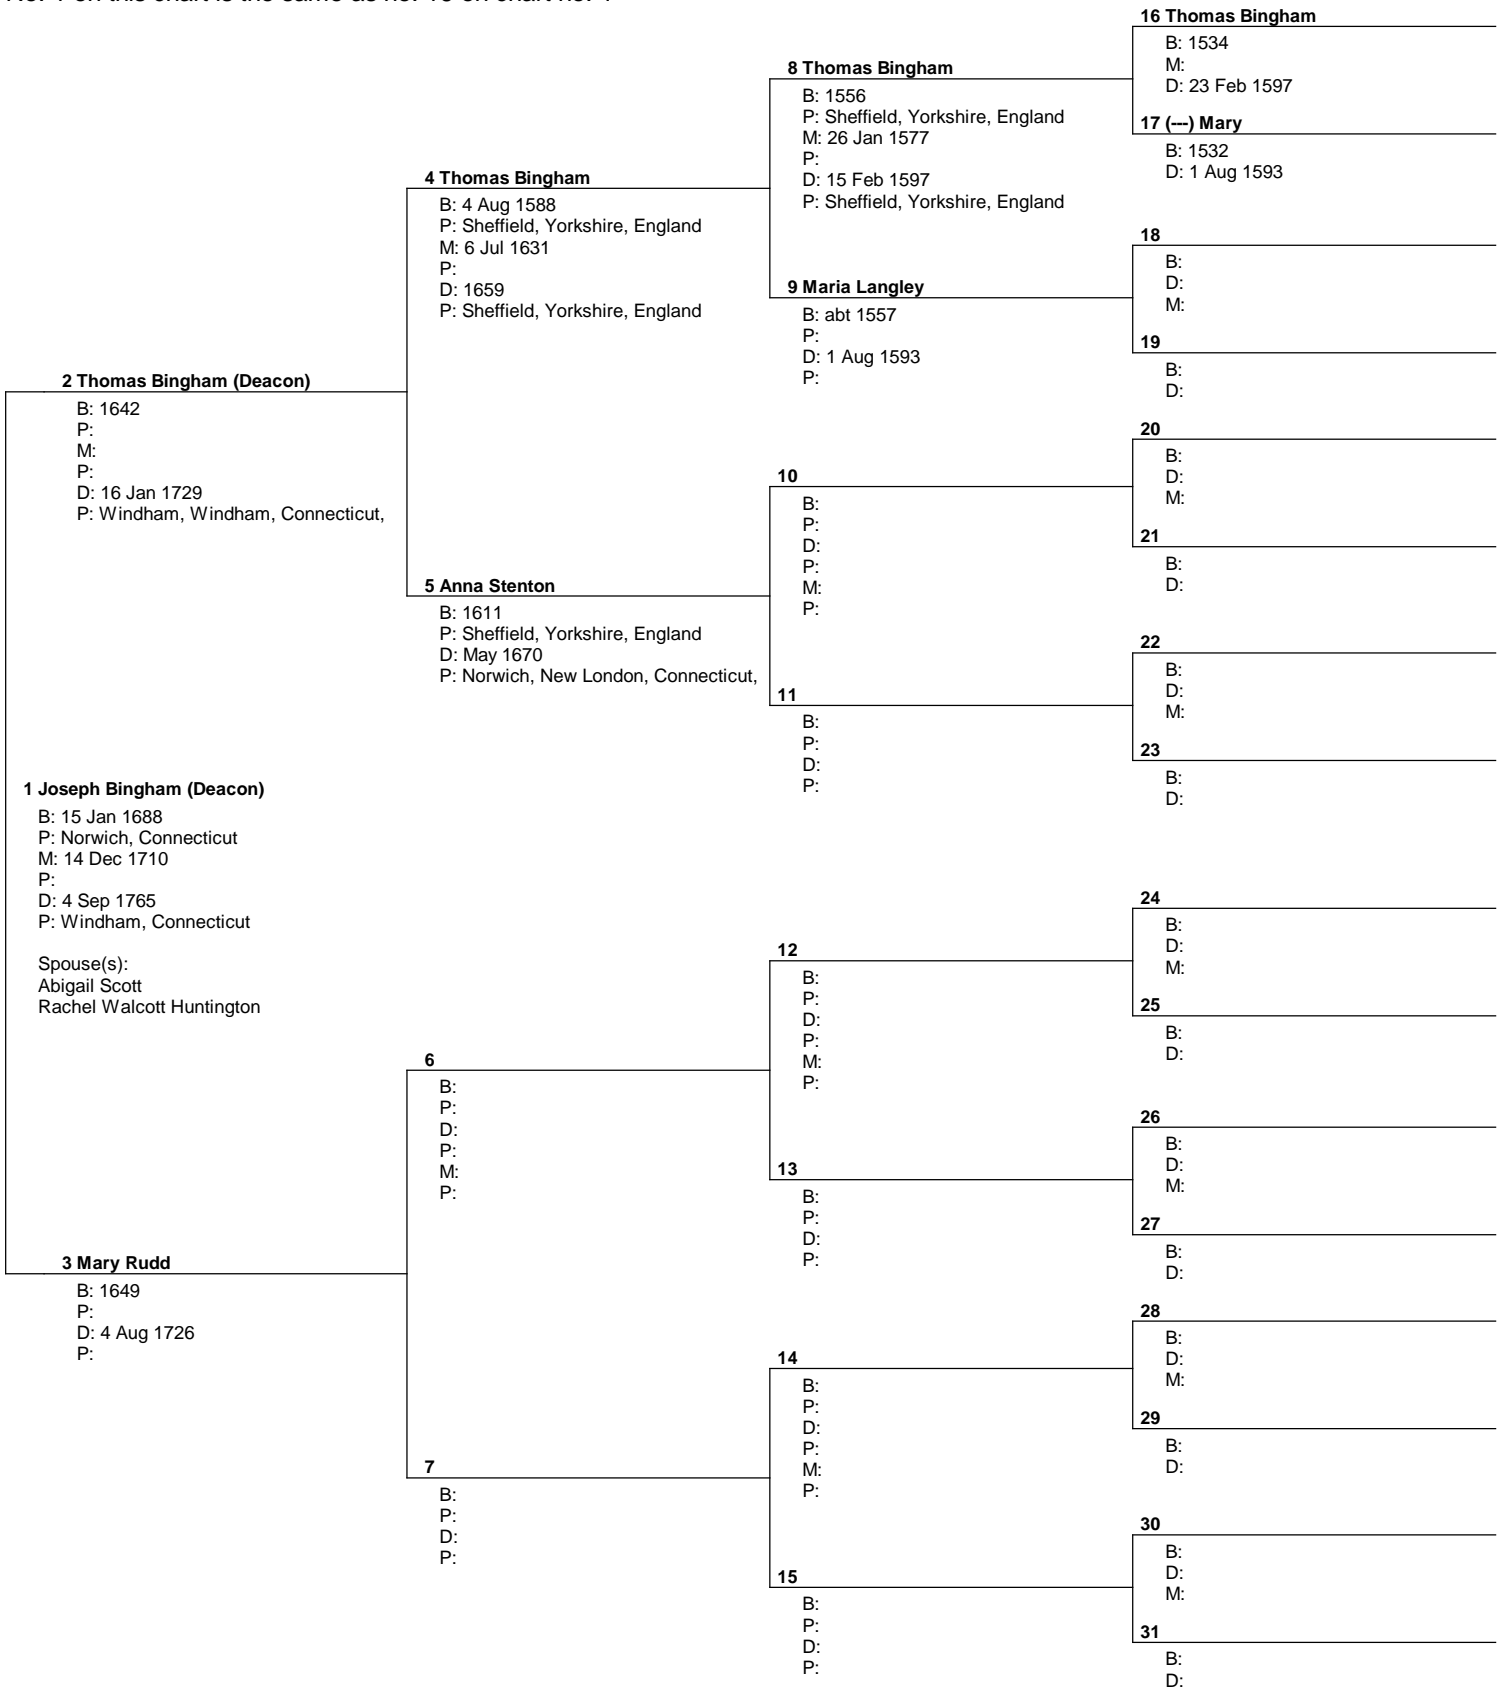 16 Thomas Bingham
B: 1534
M:
D: 23 Feb 1597
8 Thomas Bingham
B: 1556
P: Sheffield, Yorkshire, England
M: 26 Jan 1577
P:
D: 15 Feb 1597
P: Sheffield, Yorkshire, England
17 (---) Mary
B: 1532
D: 1 Aug 1593
4 Thomas Bingham
B: 4 Aug 1588
P: Sheffield, Yorkshire, England
M: 6 Jul 1631
P:
D: 1659
P: Sheffield, Yorkshire, England
18
B:
D:
M:
9 Maria Langley
B: abt 1557
P:
D: 1 Aug 1593
P:
19
B:
D:
2 Thomas Bingham (Deacon)
B: 1642
P:
M:
P:
D: 16 Jan 1729
P: Windham, Windham, Connecticut,
20
B:
D:
M:
10
B:
P:
D:
P:
M:
P:
21
B:
D:
5 Anna Stenton
B: 1611
P: Sheffield, Yorkshire, England
D: May 1670
P: Norwich, New London, Connecticut,
22
B:
D:
M:
11
B:
P:
D:
P:
23
B:
D:
1 Joseph Bingham (Deacon)
B: 15 Jan 1688
P: Norwich, Connecticut
M: 14 Dec 1710
P:
D: 4 Sep 1765
P: Windham, Connecticut
Spouse(s):
Abigail Scott
Rachel Walcott Huntington
24
B:
D:
M:
12
B:
P:
D:
P:
M:
P:
25
B:
D:
6
B:
P:
D:
P:
M:
P:
26
B:
D:
M:
13
B:
P:
D:
P:
27
B:
D:
3 Mary Rudd
B: 1649
P:
D: 4 Aug 1726
P:
28
B:
D:
M:
14
B:
P:
D:
P:
M:
P:
29
B:
D:
7
B:
P:
D:
P:
30
B:
D:
M:
15
B:
P:
D:
P:
31
B:
D: